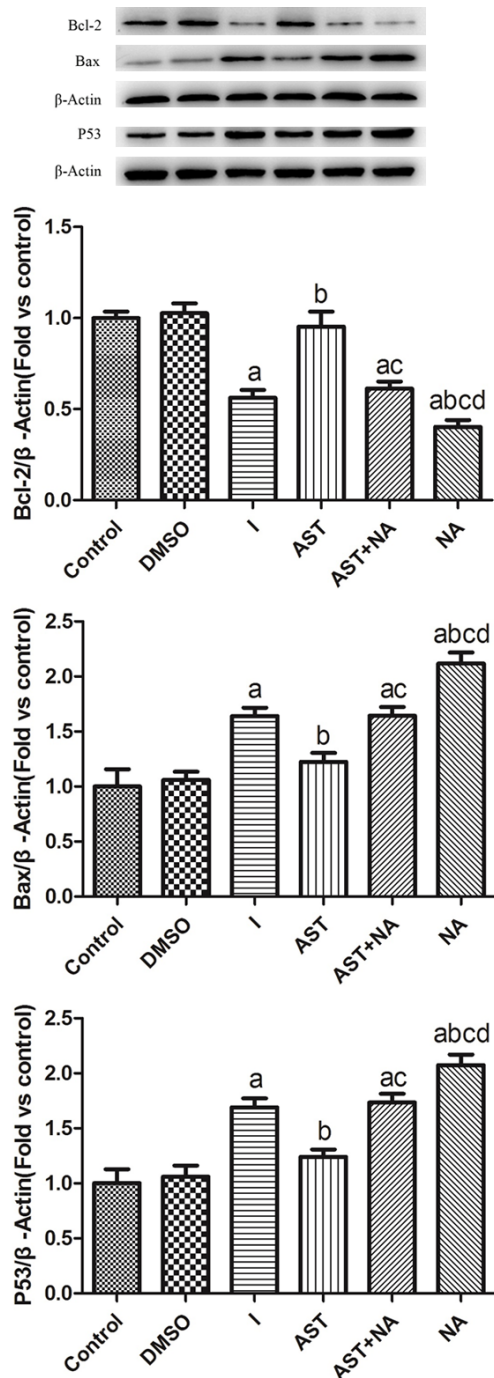 Bcl-2
Bax
β-Actin
P53
β-Actin
Bcl-2/β -Actin(Fold vs control)
1.5
1.0
0.5
0.0
a
b
ac
abcd
Control
DMSO
I
AST
AST+NA
NA
Bax/β -Actin(Fold vs control)
2.5
2.0
1.5
1.0
0.5
0.0
a
b
ac
abcd
Control
DMSO
I
AST
AST+NA
NA
P53/β -Actin(Fold vs control)
2.5
2.0
1.5
1.0
0.5
0.0
a
b
ac
abcd
Control
DMSO
I
AST
AST+NA
NA